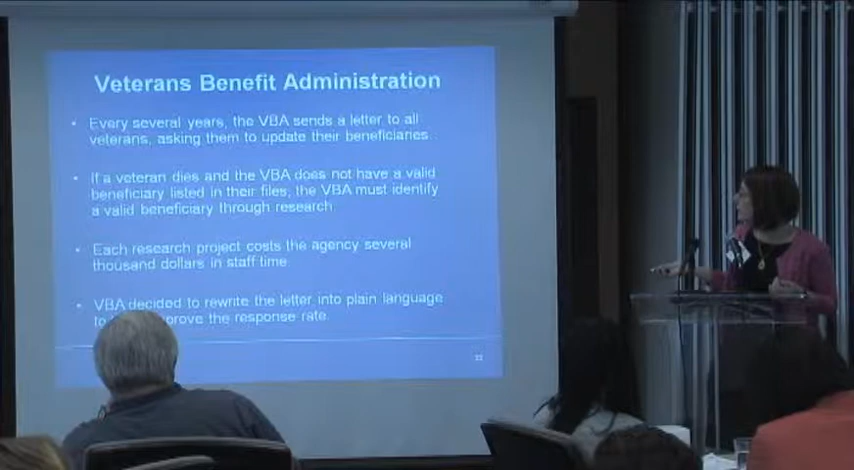 Veterans Benefit Administration
• Every several years, the VBA sends a letter to all
veterans, asking them to update their beneficiaries.
• If a veteran dies and the VBA does not have a valid
beneficiary listed in their files, the VBA must identify
a valid beneficiary through research.
• Each research project costs the agency several
thousand dollars in staff time.
• VBA decided to rewrite the letter into plain language
to improve the response rate.